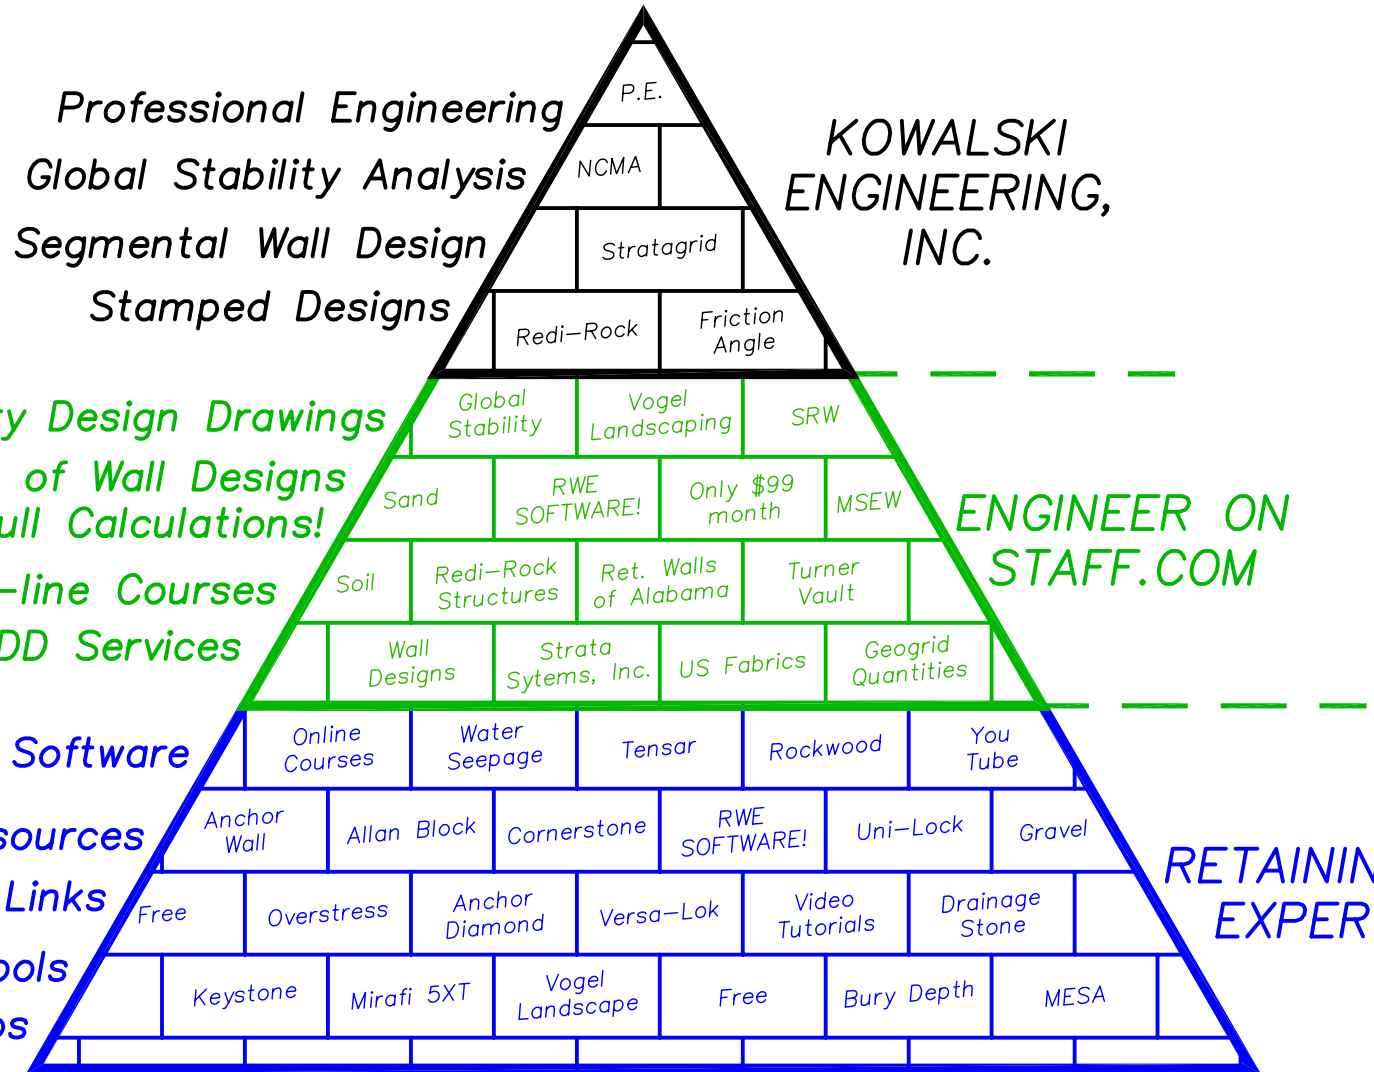 P.E.
Professional Engineering
KOWALSKI
ENGINEERING,
INC.
NCMA
Global Stability Analysis
Segmental Wall Design
Stratagrid
Stamped Designs
Redi-Rock
Friction
Angle
Design Drawings
Global
Stability
Vogel
Landscaping
SRW
of Wall Designs
Calculations!
Sand
RWE
SOFTWARE!
Only $99
month
MSEW
ENGINEER ON
STAFF.COM
-line Courses
Soil
Redi-Rock
Structures
Ret. Walls
of Alabama
Turner
Vault
DD Services
Wall
Designs
Strata
Sytems, Inc.
US Fabrics
Geogrid
Quantities
Software
Online
Courses
Water
Seepage
Tensar
Rockwood
You
Tube
sources
Anchor
Wall
Allan Block
Cornerstone
RWE
SOFTWARE!
Uni-Lock
Gravel
RETAININ
EXPER
Links
Free
Overstress
Anchor
Diamond
Versa-Lok
Video
Tutorials
Drainage
Stone
ools
Keystone
Mirafi 5XT
Vogel
Landscape
Free
Bury Depth
MESA